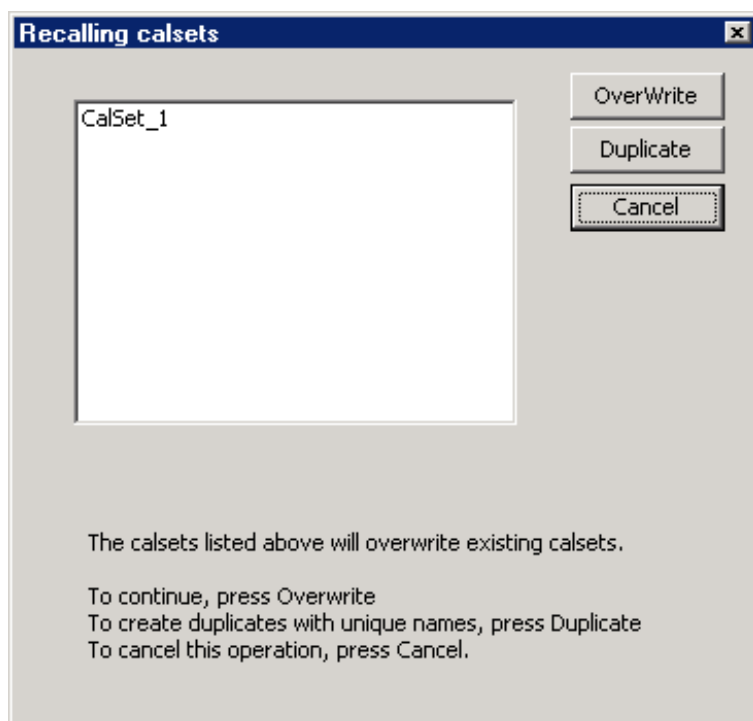 Recalling calsets
CalSet_1
OverWrite
Duplicate
Cancel
The calsets listed above will overwrite existing calsets.
To continue, press Overwrite
To create duplicates with unique names, press Duplicate
To cancel this operation, press Cancel.